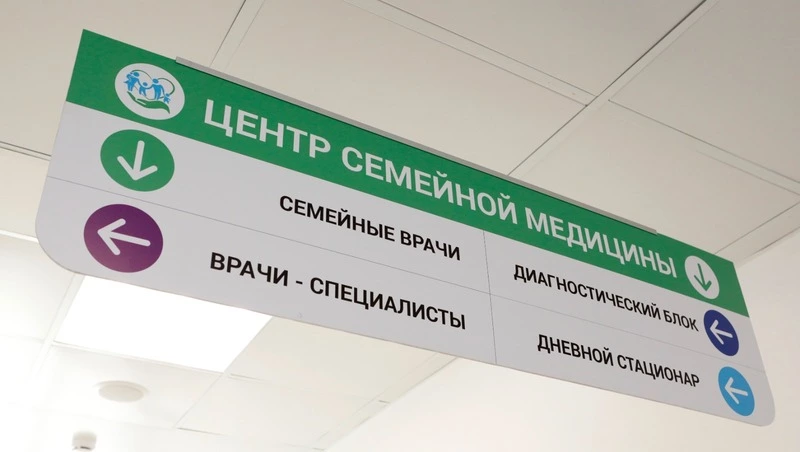 ЦЕНТР СЕМЕЙНОЙ МЕДИЦИНЫ
СЕМЕЙНЫЕ ВРАЧИ
ВРАЧИ - СПЕЦИАЛИСТЫ
ДИАГНОСТИЧЕСКИЙ БЛОК
ДНЕВНОЙ СТАЦИОНАР